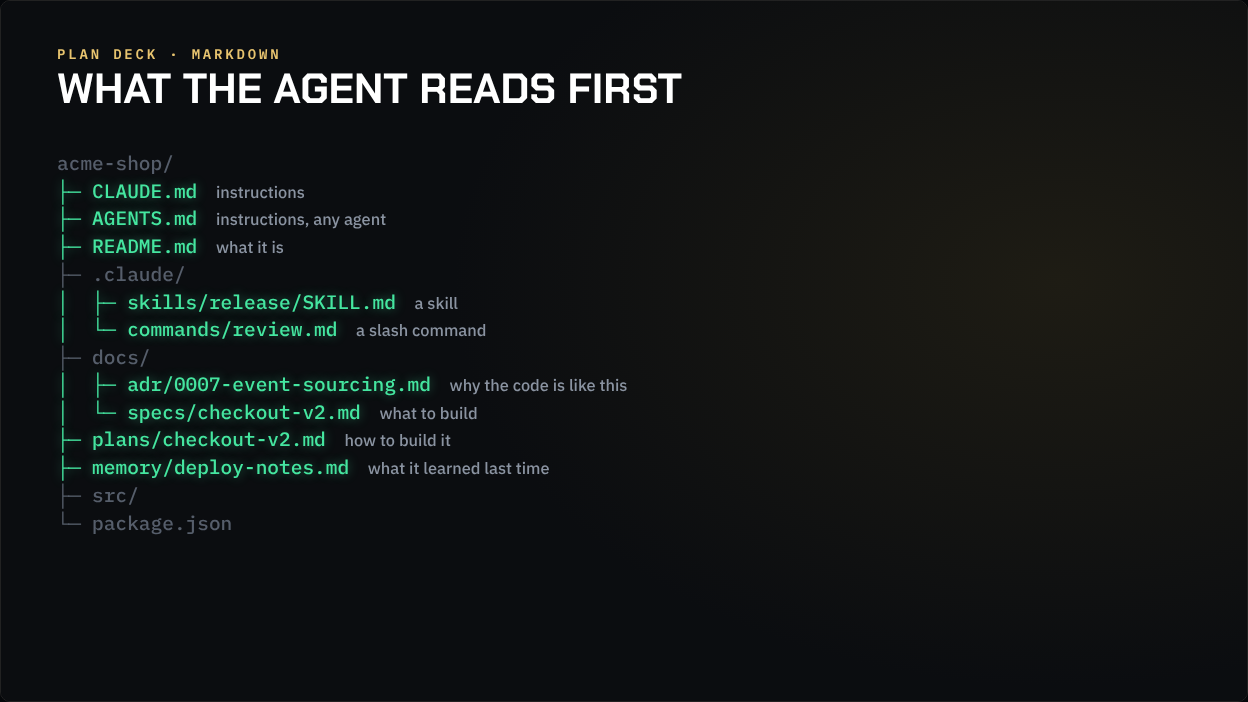 PLAN DECK · MARKDOWN
WHAT THE AGENT READS FIRST
acme-shop/
├─ CLAUDE.md instructions
├─ AGENTS.md instructions, any agent
├─ README.md what it is
├─ .claude/
│  ├─ skills/release/SKILL.md a skill
│  └─ commands/review.md a slash command
├─ docs/
│  ├─ adr/0007-event-sourcing.md why the code is like this
│  └─ specs/checkout-v2.md what to build
├─ plans/checkout-v2.md how to build it
├─ memory/deploy-notes.md what it learned last time
├─ src/
└─ package.json